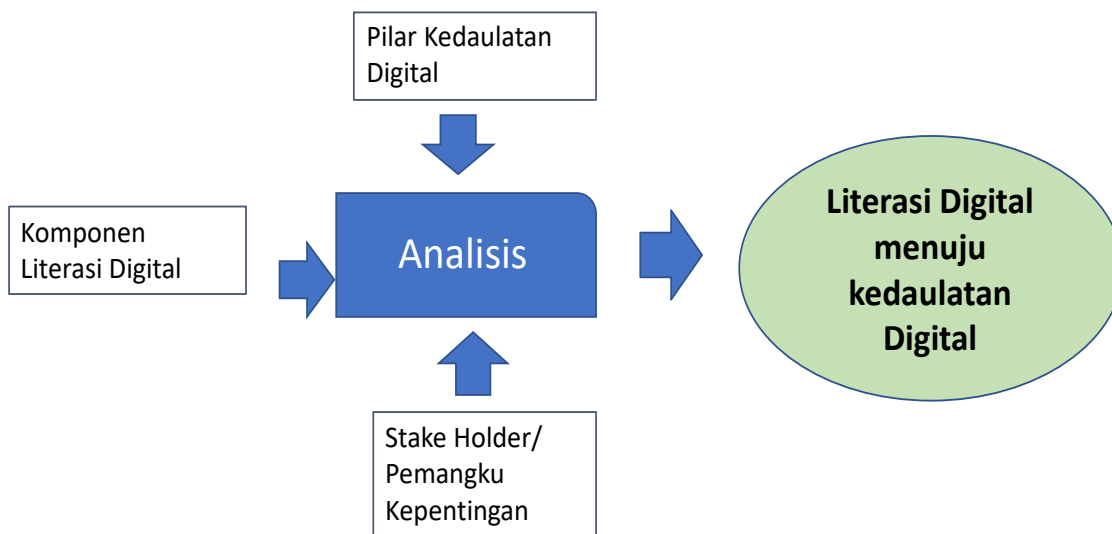 Pilar Kedaulatan
Digital
Komponen
Literasi Digital
Analisis
Literasi Digital
menuju
kedaulatan
Digital
Stake Holder/
Pemangku
Kepentingan